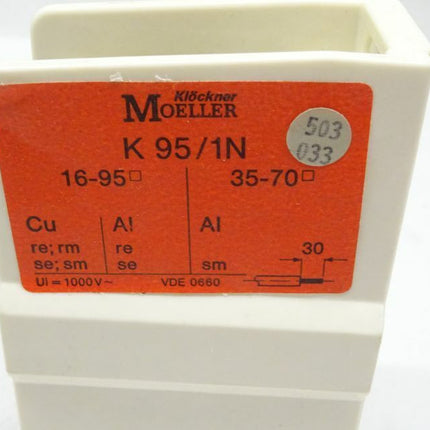 Klöckner
MOELLER
K 95/1N
503
033
16-95□ 35-70□
Cu Al Al
re; rm re 30
se; sm se sm
Ui = 1000V~ VDE 0660